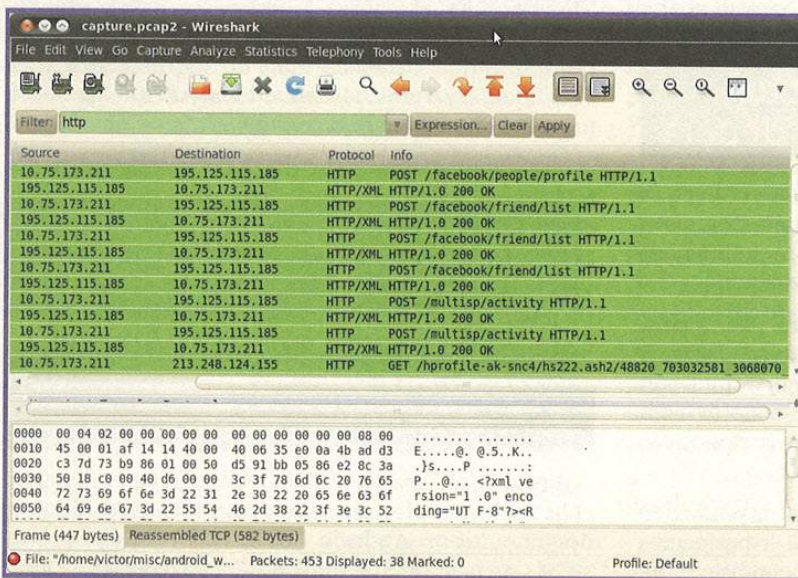 capture.pcap2 - Wireshark
File Edit View Go Capture Analyze Statistics Telephony Tools Help
Filter: http Expression... Clear Apply
Source Destination Protocol Info
10.75.173.211 195.125.115.185 HTTP POST /facebook/people/profile HTTP/1.1
195.125.115.185 10.75.173.211 HTTP/XML HTTP/1.0 200 OK
10.75.173.211 195.125.115.185 HTTP POST /facebook/friend/list HTTP/1.1
195.125.115.185 10.75.173.211 HTTP/XML HTTP/1.0 200 OK
10.75.173.211 195.125.115.185 HTTP POST /facebook/friend/list HTTP/1.1
195.125.115.185 10.75.173.211 HTTP/XML HTTP/1.0 200 OK
10.75.173.211 195.125.115.185 HTTP POST /facebook/friend/list HTTP/1.1
195.125.115.185 10.75.173.211 HTTP/XML HTTP/1.0 200 OK
10.75.173.211 195.125.115.185 HTTP POST /multisp/activity HTTP/1.1
195.125.115.185 10.75.173.211 HTTP/XML HTTP/1.0 200 OK
10.75.173.211 195.125.115.185 HTTP POST /multisp/activity HTTP/1.1
195.125.115.185 10.75.173.211 HTTP/XML HTTP/1.0 200 OK
10.75.173.211 213.248.124.155 HTTP GET /hprofile-ak-snc4/hs222.ash2/48820_703032581_3068070_
0000 00 04 02 00 00 00 00 00 00 00 00 00 00 00 08 00 ........ ........
0010 45 00 01 af 14 14 40 00 40 06 35 e0 0a 4b ad d3 E.....@. @.5..K..
0020 c3 7d 73 b9 86 01 00 50 d5 91 bb 05 86 e2 8c 3a .}s....P .......:
0030 50 18 c0 00 40 d6 00 00 3c 3f 78 6d 6c 20 76 65 P...@... <?xml ve
0040 72 73 69 6f 6e 3d 22 31 2e 30 22 20 65 6e 63 6f rsion="1 .0" enco
0050 64 69 6e 67 3d 22 55 54 46 2d 38 22 3f 3e 3c 52 ding="UT F-8"?><R
Frame (447 bytes) Reassembled TCP (582 bytes)
File: "/home/victor/misc/android_w... Packets: 453 Displayed: 38 Marked: 0 Profile: Default